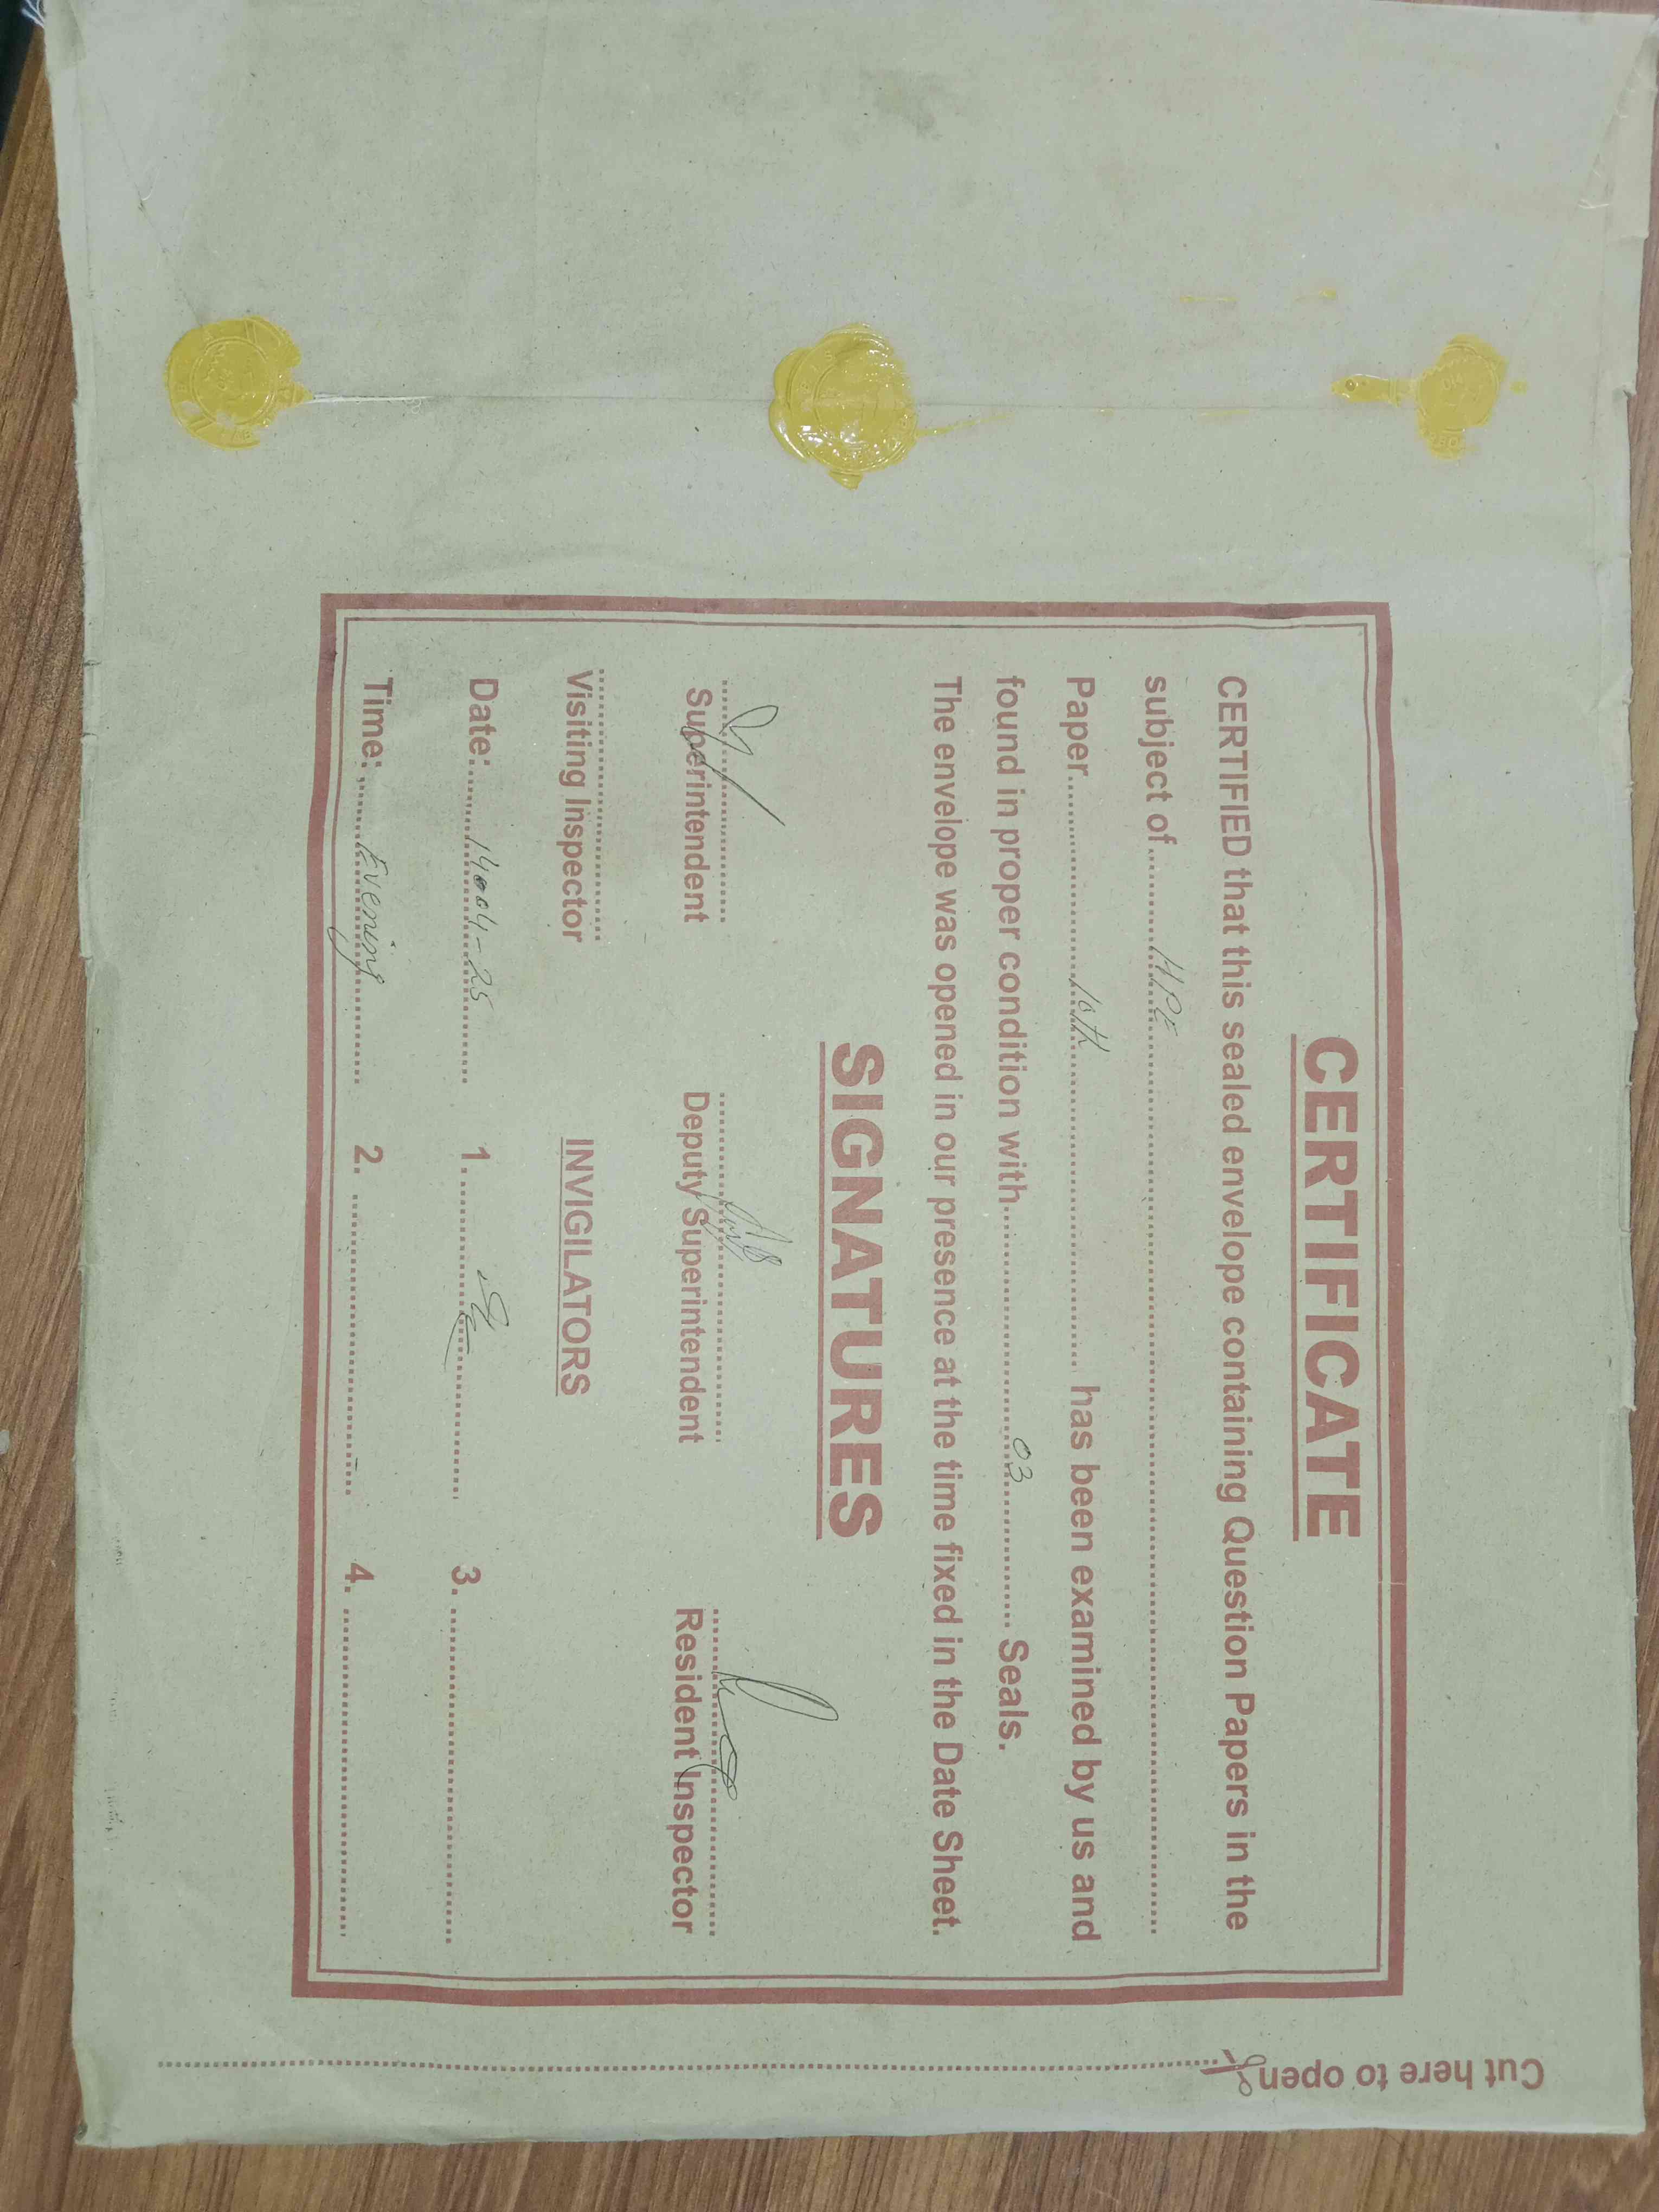 CERTIFICATE
CERTIFIED that this sealed envelope containing Question Papers in the
subject of..........HPE..........
Paper..........10th.......... has been examined by us and
found in proper condition with..........03.......... Seals.
The envelope was opened in our presence at the time fixed in the Date Sheet.
SIGNATURES
Superintendent Deputy Superintendent Resident Inspector
Visiting Inspector INVIGILATORS
Date:..........14-04-25.......... 1. .......... 3. ..........
Time:..........Evening.......... 2. .......... 4. ..........
Cut here to open